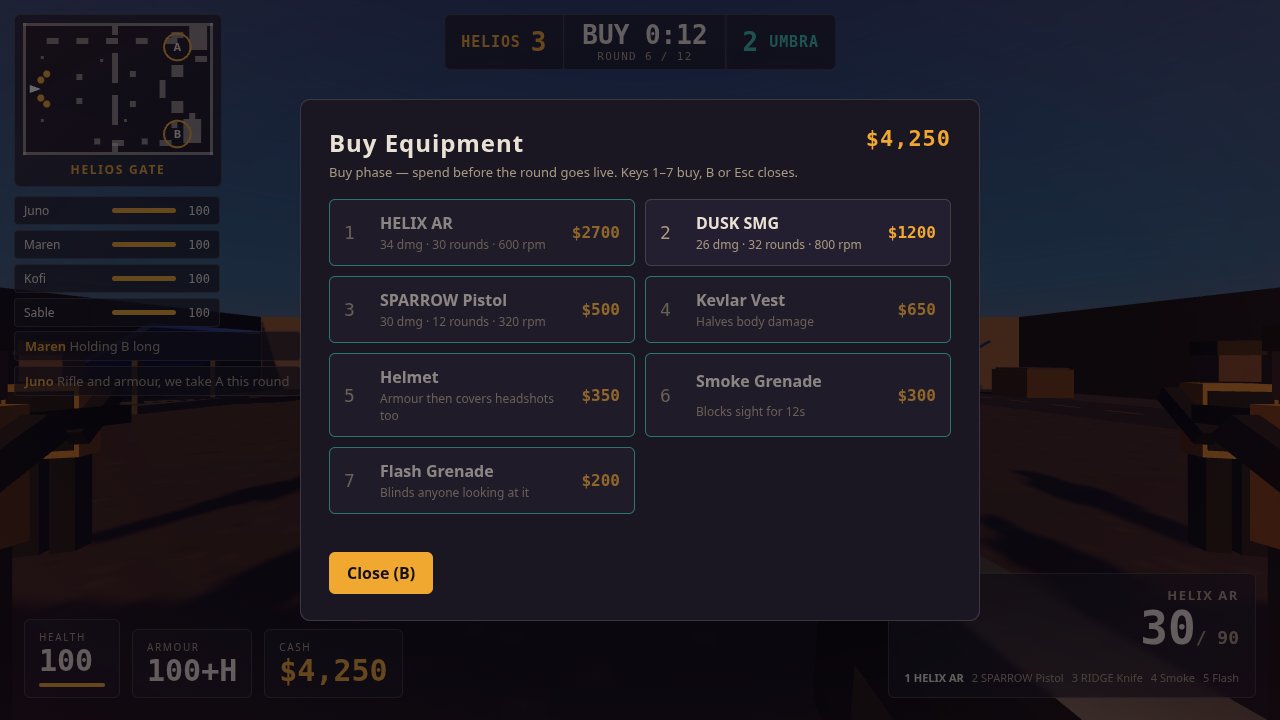 A
B
HELIOS GATE
HELIOS 3
BUY 0:12
ROUND 6 / 12
2 UMBRA
Juno 100
Maren 100
Kofi 100
Sable 100
Maren Holding B long
Juno Rifle and armour, we take A this round
Buy Equipment
$4,250
Buy phase — spend before the round goes live. Keys 1–7 buy, B or Esc closes.
1 HELIX AR $2700
34 dmg · 30 rounds · 600 rpm
2 DUSK SMG $1200
26 dmg · 32 rounds · 800 rpm
3 SPARROW Pistol $500
30 dmg · 12 rounds · 320 rpm
4 Kevlar Vest $650
Halves body damage
5 Helmet $350
Armour then covers headshots
too
6 Smoke Grenade $300
Blocks sight for 12s
7 Flash Grenade $200
Blinds anyone looking at it
Close (B)
HEALTH
100
ARMOUR
100+H
CASH
$4,250
HELIX AR
30 / 90
1 HELIX AR 2 SPARROW Pistol 3 RIDGE Knife 4 Smoke 5 Flash